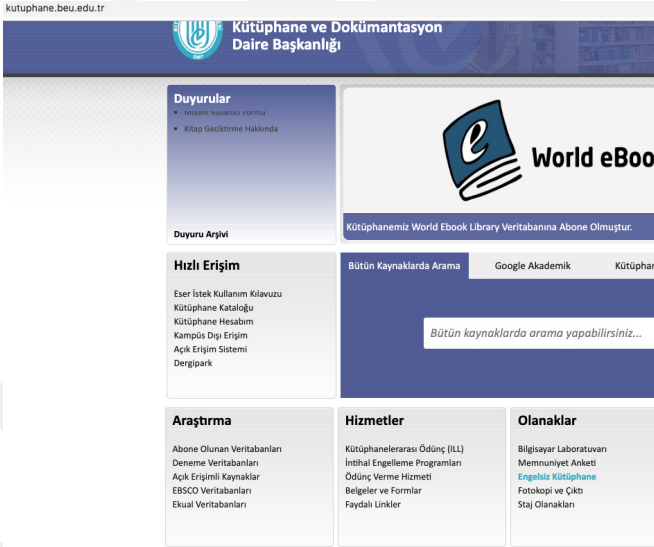 kutuphane.beu.edu.tr
Kütüphane ve Dokümantasyon
Daire Başkanlığı
2007
Duyurular
Misafir Kullanıcı Formu
Kitap Geciktirme Hakkında
Duyuru Arşivi
World eBoo
Kütüphanemiz World Ebook Library Veritabanına Abone Olmuştur.
Hızlı Erişim
Eser İstek Kullanım Kılavuzu
Kütüphane Kataloğu
Kütüphane Hesabım
Kampüs Dışı Erişim
Açık Erişim Sistemi
Dergipark
Bütün Kaynaklarda Arama
Google Akademik
Kütüphan
Bütün kaynaklarda arama yapabilirsiniz...
Araştırma
Abone Olunan Veritabanları
Deneme Veritabanları
Açık Erişimli Kaynaklar
EBSCO Veritabanları
Ekual Veritabanları
Hizmetler
Kütüphanelerarası Ödünç (ILL)
İntihal Engelleme Programları
Ödünç Verme Hizmeti
Belgeler ve Formlar
Faydalı Linkler
Olanaklar
Bilgisayar Laboratuvarı
Memnuniyet Anketi
Engelsiz Kütüphane
Fotokopi ve Çıktı
Staj Olanakları